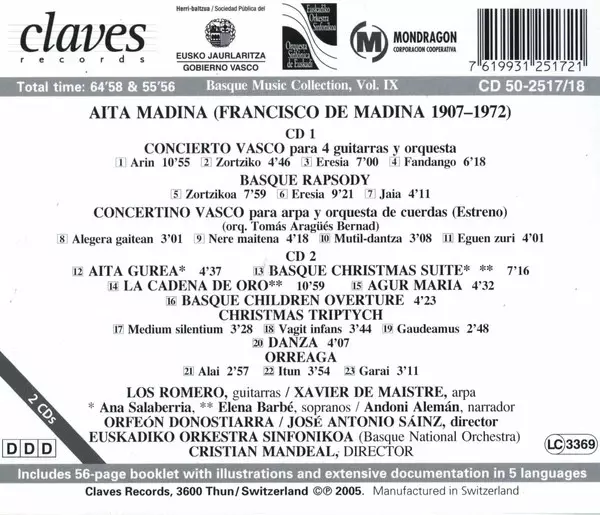 Herri-baltzua / Sociedad Pública del
claves
records
EUSKO JAURLARITZA
GOBIERNO VASCO
Euskadiko
Orkestra
Sinfonikoa
Orquesta
Sinfónica
de Euskadi
MONDRAGON
CORPORACION COOPERATIVA
7 619931 251721
Total time: 64'58 & 55'56 Basque Music Collection, Vol. IX CD 50-2517/18
AITA MADINA (FRANCISCO DE MADINA 1907–1972)
CD 1
CONCIERTO VASCO para 4 guitarras y orquesta
1 Arin 10'55 2 Zortziko 4'46 3 Eresia 7'00 4 Fandango 6'18
BASQUE RAPSODY
5 Zortzikoa 7'59 6 Eresia 9'21 7 Jaia 4'11
CONCERTINO VASCO para arpa y orquesta de cuerdas (Estreno)
(orq. Tomás Aragüés Bernad)
8 Alegera gaitean 3'01 9 Nere maitena 4'18 10 Mutil-dantza 3'08 11 Eguen zuri 4'01
CD 2
12 AITA GUREA* 4'37 13 BASQUE CHRISTMAS SUITE* ** 7'16
14 LA CADENA DE ORO** 10'59 15 AGUR MARIA 4'32
16 BASQUE CHILDREN OVERTURE 4'23
CHRISTMAS TRIPTYCH
17 Medium silentium 3'28 18 Vagit infans 3'44 19 Gaudeamus 2'48
20 DANZA 4'07
ORREAGA
21 Alai 2'57 22 Itun 3'54 23 Garai 3'11
2 CDs
LOS ROMERO, guitarras / XAVIER DE MAISTRE, arpa
* Ana Salaberria, ** Elena Barbé, sopranos / Andoni Alemán, narrador
ORFEÓN DONOSTIARRA / JOSÉ ANTONIO SÁINZ, director
EUSKADIKO ORKESTRA SINFONIKOA (Basque National Orchestra)
CRISTIAN MANDEAL, DIRECTOR
DDD
LC 3369
Includes 56-page booklet with illustrations and extensive documentation in 5 languages
Claves Records, 3600 Thun/Switzerland ©℗ 2005. Manufactured in Switzerland